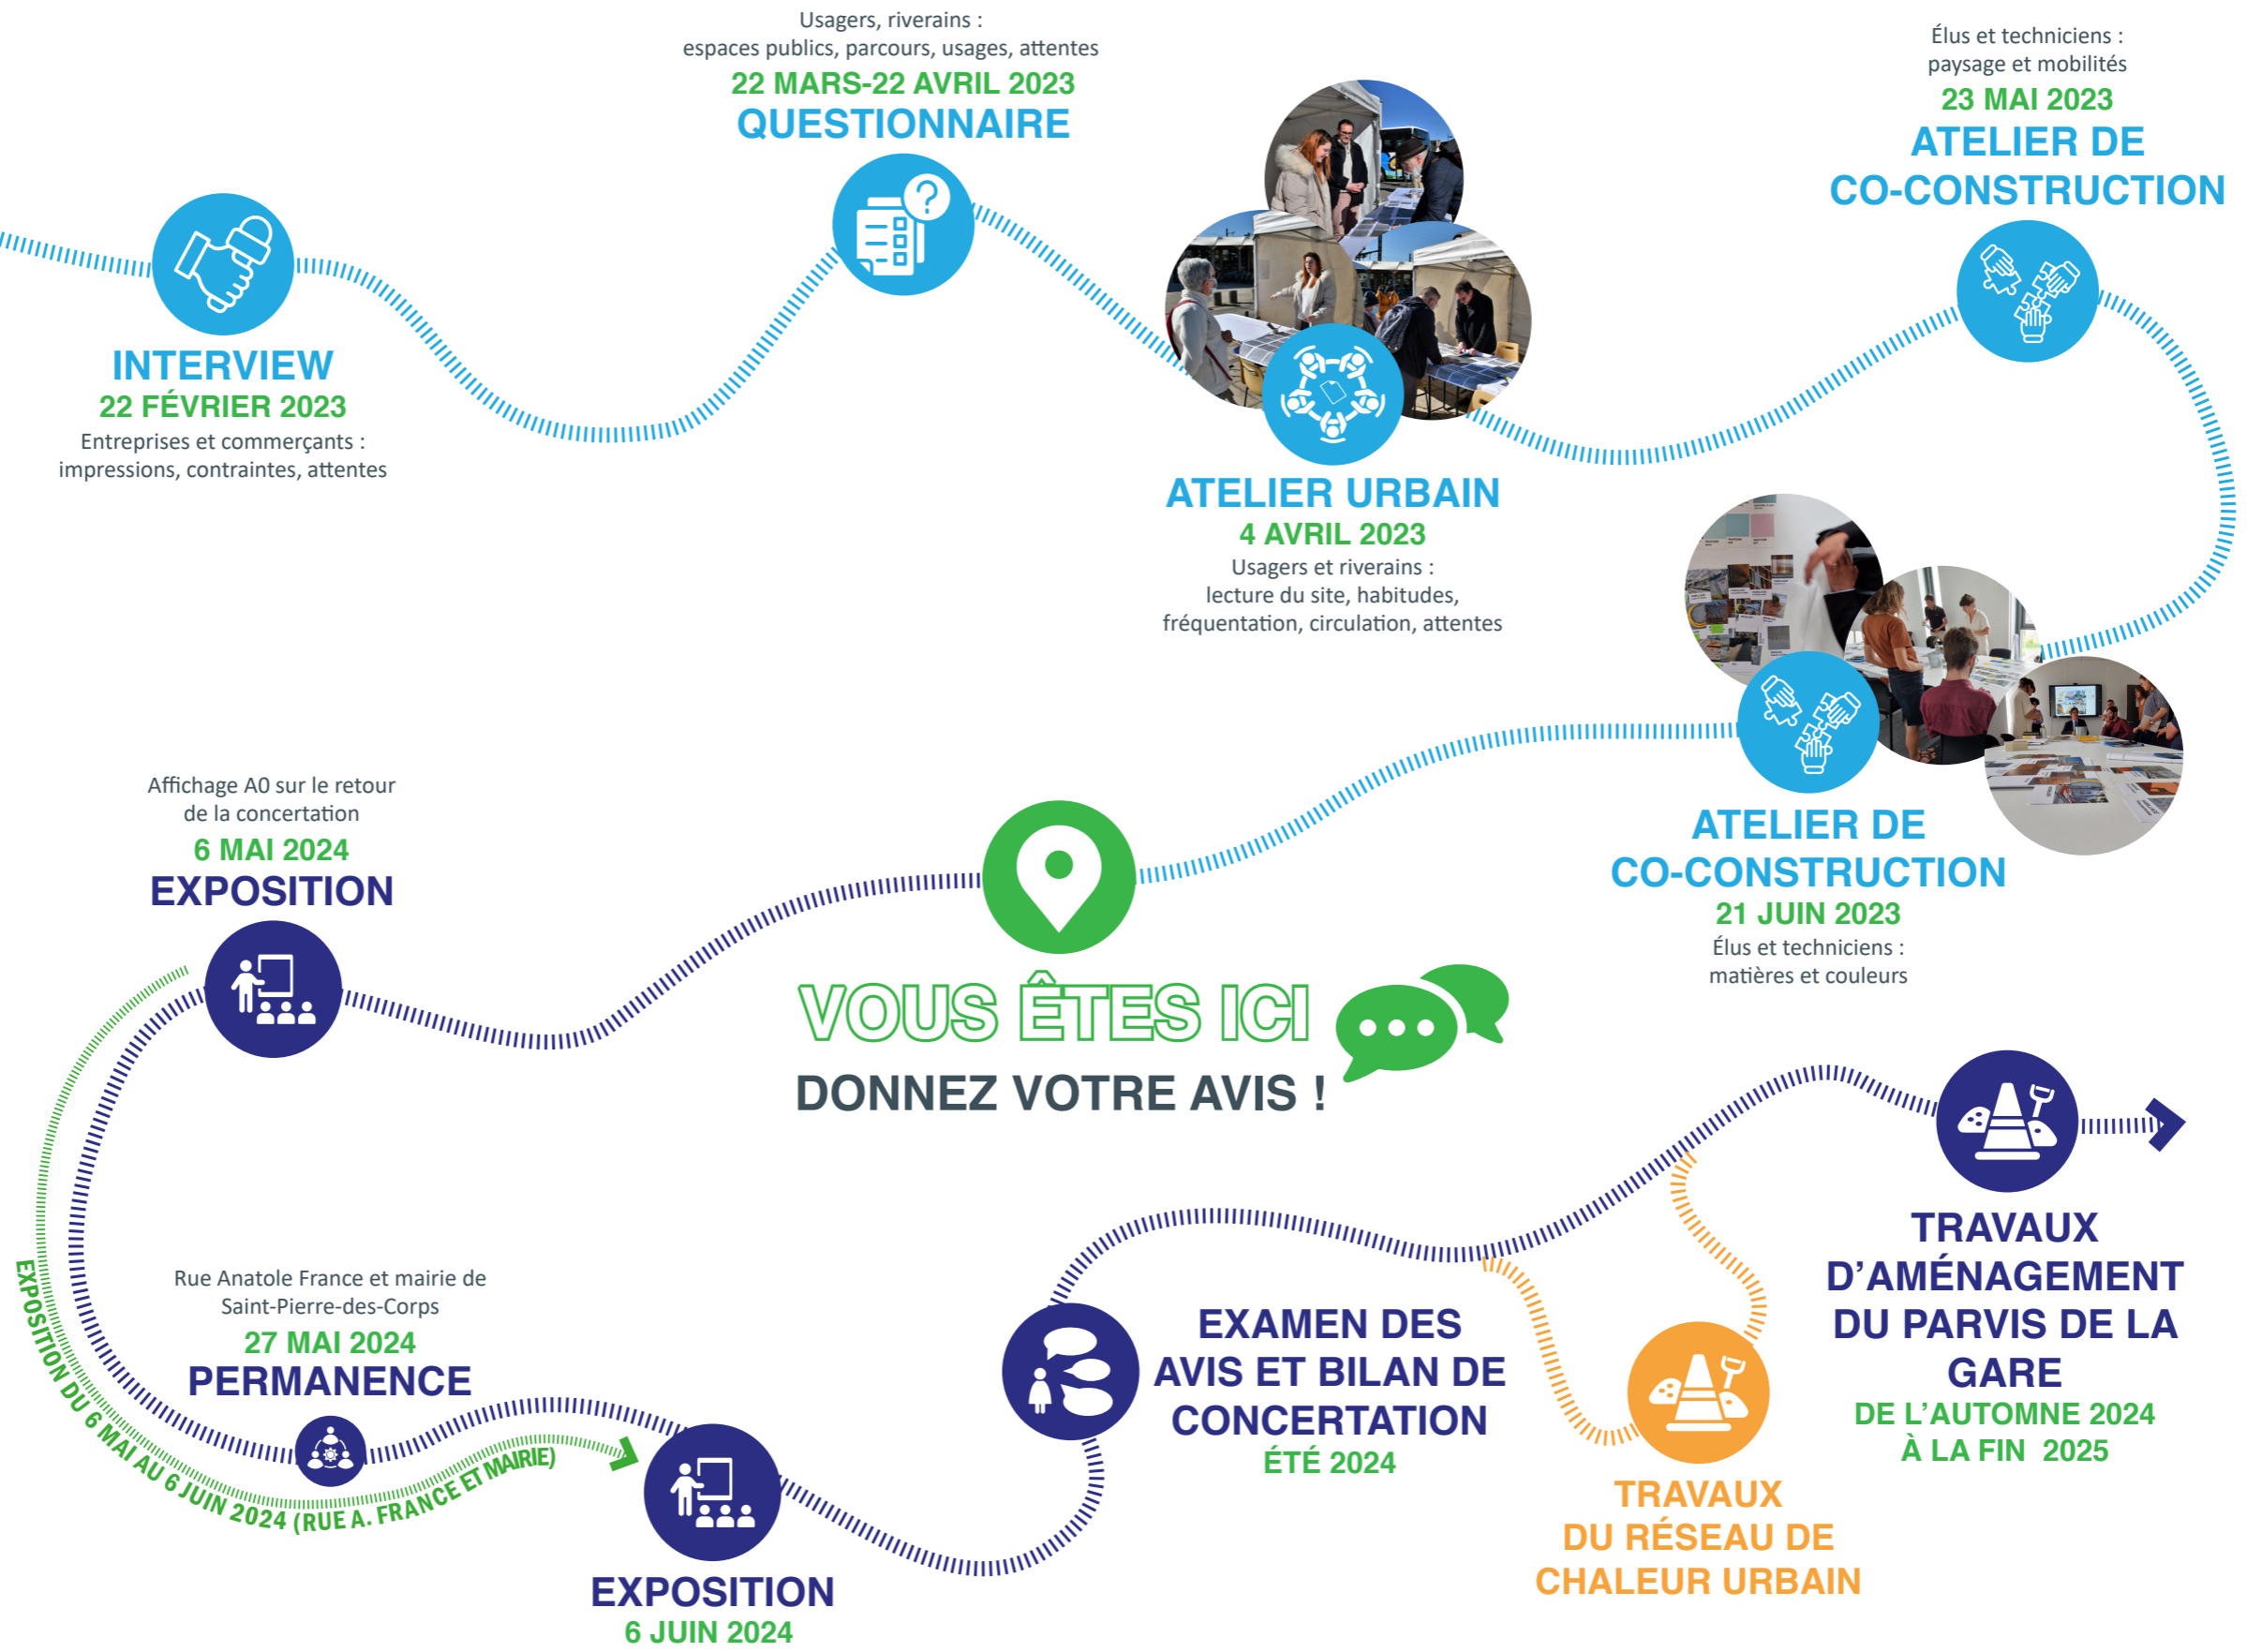 Usagers, riverains :
espaces publics, parcours, usages, attentes
22 MARS-22 AVRIL 2023
QUESTIONNAIRE
Élus et techniciens :
paysage et mobilités
23 MAI 2023
ATELIER DE
CO-CONSTRUCTION
INTERVIEW
22 FÉVRIER 2023
Entreprises et commerçants :
impressions, contraintes, attentes
ATELIER URBAIN
4 AVRIL 2023
Usagers et riverains :
lecture du site, habitudes,
fréquentation, circulation, attentes
ATELIER DE
CO-CONSTRUCTION
21 JUIN 2023
Élus et techniciens :
matières et couleurs
VOUS ÊTES ICI
DONNEZ VOTRE AVIS !
Affichage A0 sur le retour
de la concertation
6 MAI 2024
EXPOSITION
EXPOSITION DU 6 MAI AU 6 JUIN 2024 (RUE A. FRANCE ET MAIRIE)
Rue Anatole France et mairie de
Saint-Pierre-des-Corps
27 MAI 2024
PERMANENCE
EXPOSITION
6 JUIN 2024
EXAMEN DES
AVIS ET BILAN DE
CONCERTATION
ÉTÉ 2024
TRAVAUX
DU RÉSEAU DE
CHALEUR URBAIN
TRAVAUX
D'AMÉNAGEMENT
DU PARVIS DE LA
GARE
DE L'AUTOMNE 2024
À LA FIN 2025